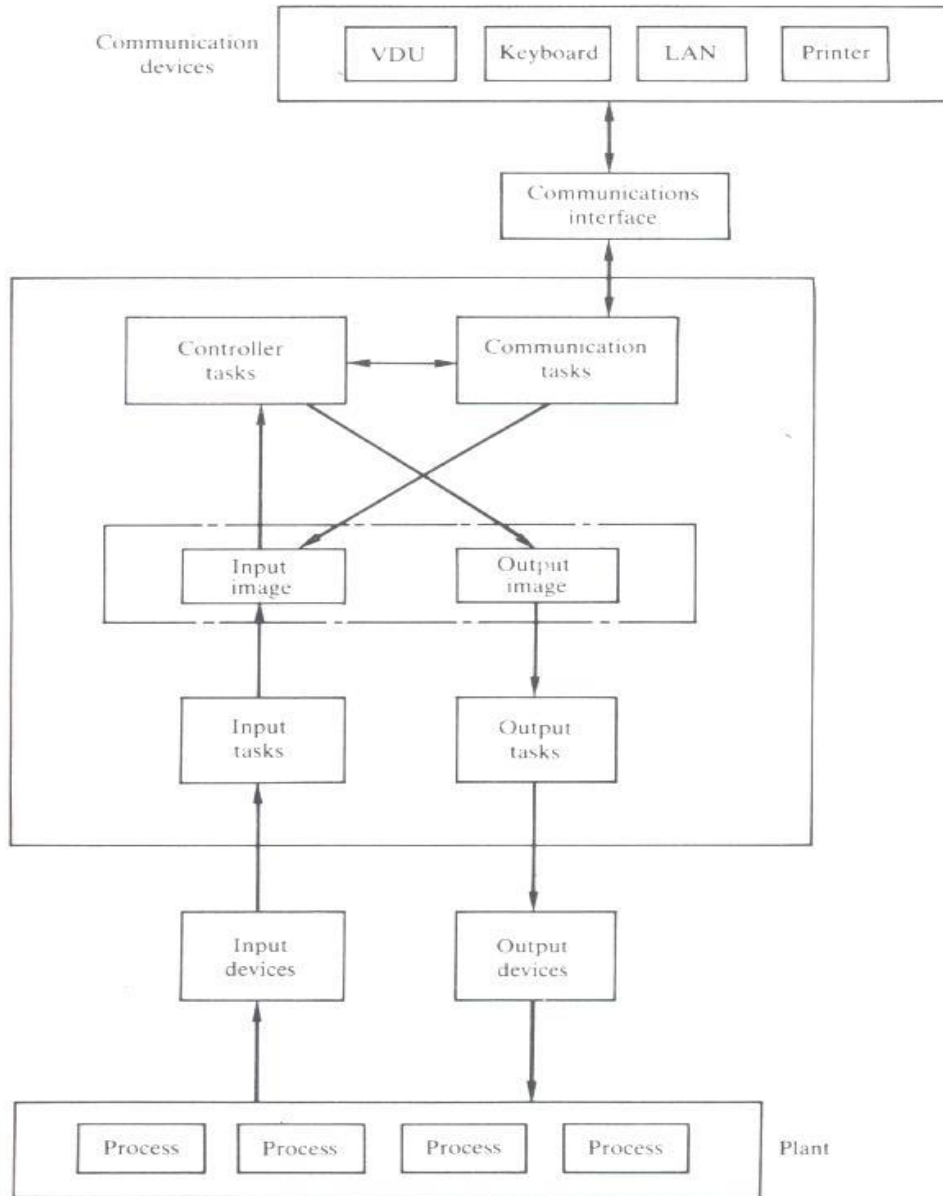 Communication
devices
VDU
Keyboard
LAN
Printer
Communications
interface
Controller
tasks
Communication
tasks
Input
image
Output
image
Input
tasks
Output
tasks
Input
devices
Output
devices
Process
Process
Process
Process
Plant